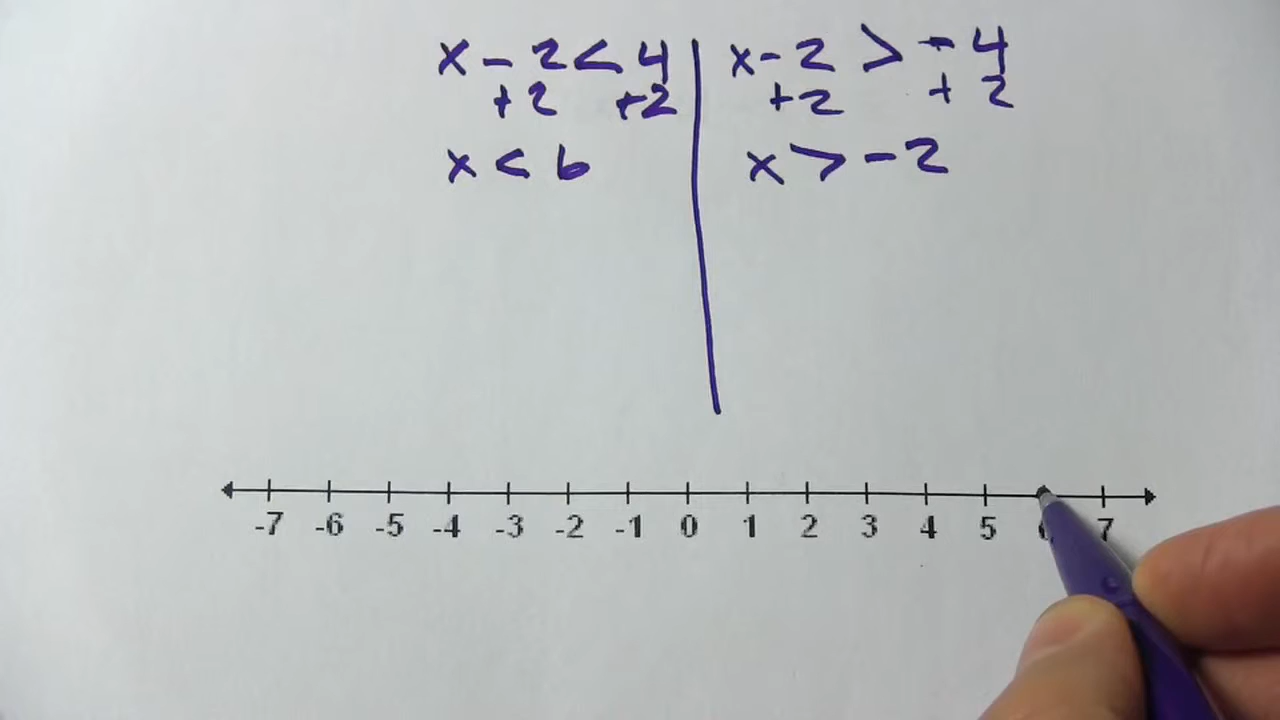 x - 2 < 4
+2 +2
x < 6
x - 2 > - 4
+2 + 2
x > - 2
-7 -6 -5 -4 -3 -2 -1 0 1 2 3 4 5 7